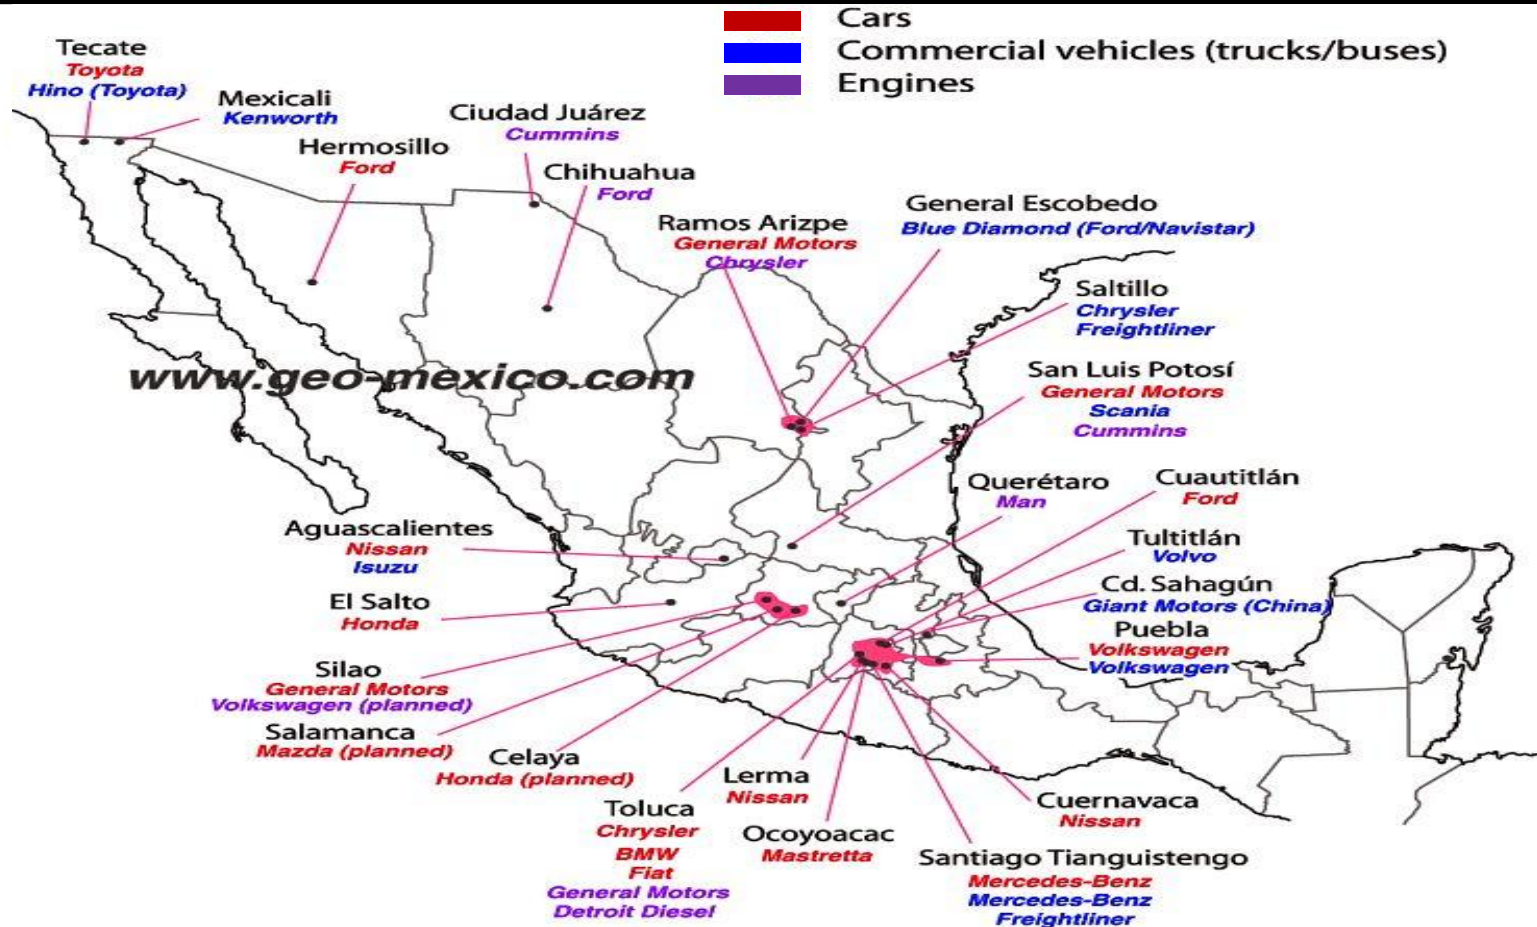 Cars
Commercial vehicles (trucks/buses)
Engines
Tecate
Toyota
Hino (Toyota)
Mexicali
Kenworth
Hermosillo
Ford
Ciudad Juárez
Cummins
Chihuahua
Ford
Ramos Arizpe
General Motors
Chrysler
General Escobedo
Blue Diamond (Ford/Navistar)
Saltillo
Chrysler
Freightliner
www.geo-mexico.com
San Luis Potosí
General Motors
Scania
Cummins
Querétaro
Man
Cuautitlán
Ford
Tultitlán
Volvo
Cd. Sahagún
Giant Motors (China)
Puebla
Volkswagen
Volkswagen
Aguascalientes
Nissan
Isuzu
El Salto
Honda
Silao
General Motors
Volkswagen (planned)
Salamanca
Mazda (planned)
Celaya
Honda (planned)
Toluca
Chrysler
BMW
Fiat
General Motors
Detroit Diesel
Lerma
Nissan
Ocoyoacac
Mastretta
Cuernavaca
Nissan
Santiago Tianguistengo
Mercedes-Benz
Mercedes-Benz
Freightliner